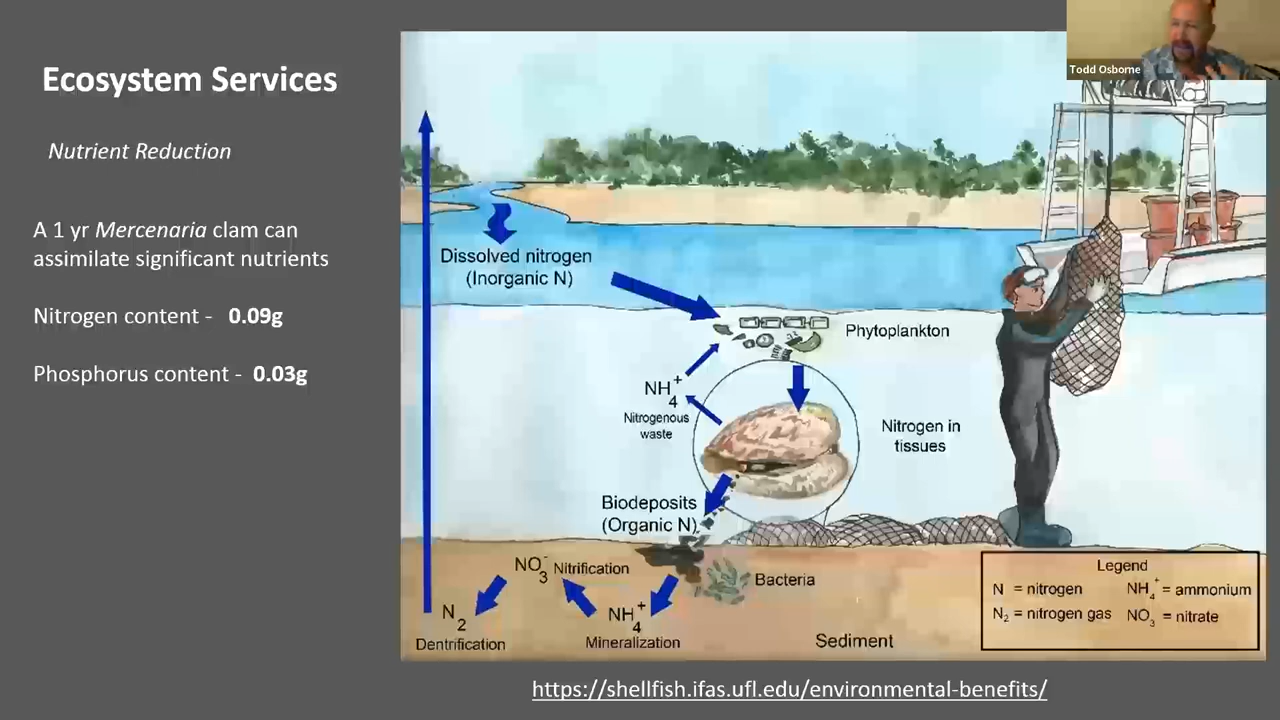 Todd Osborne
Ecosystem Services
Nutrient Reduction
A 1 yr Mercenaria clam can
assimilate significant nutrients
Nitrogen content - 0.09g
Phosphorus content - 0.03g
Dissolved nitrogen
(Inorganic N)
Phytoplankton
NH4+
Nitrogenous
waste
Nitrogen in
tissues
Biodeposits
(Organic N)
NO3- Nitrification
Bacteria
N2
Dentrification
NH4+
Mineralization
Sediment
Legend
N = nitrogen NH4+ = ammonium
N2 = nitrogen gas NO3- = nitrate
https://shellfish.ifas.ufl.edu/environmental-benefits/